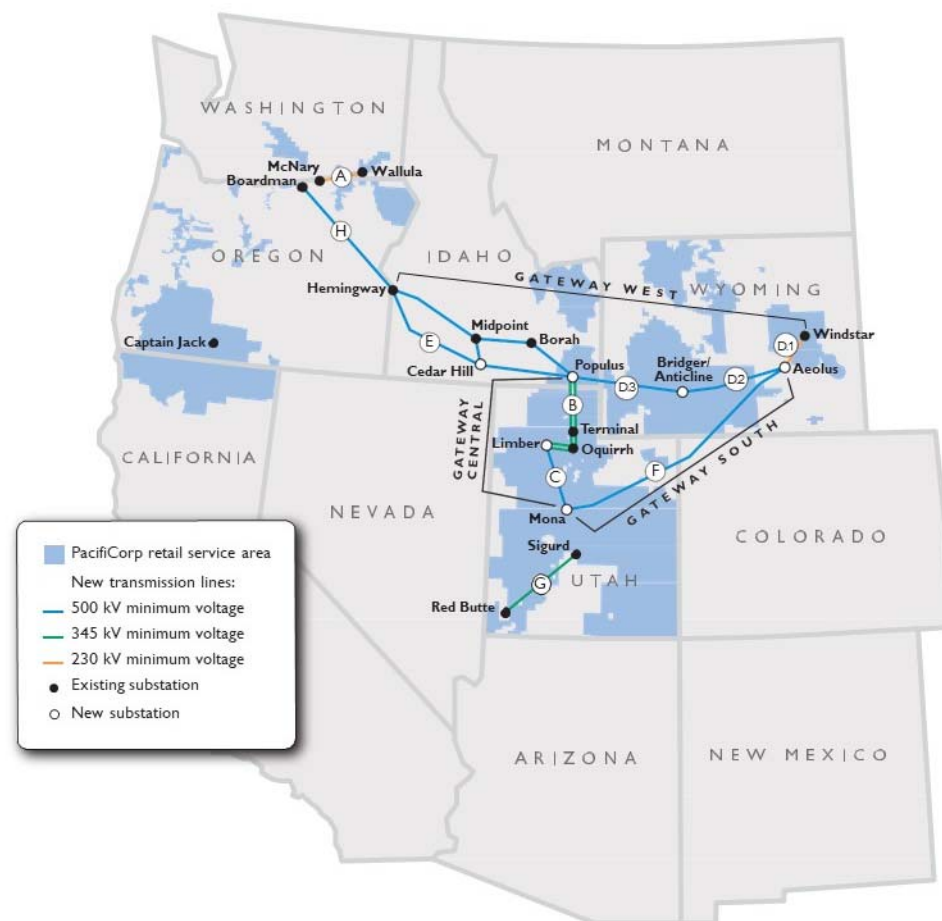 WASHINGTON
MONTANA
McNary
A
Wallula
Boardman
H
OREGON
IDAHO
GATEWAY WEST
WYOMING
Hemingway
Windstar
D1
Midpoint
Borah
Captain Jack
E
Cedar Hill
Populus
Bridger/
Anticline
D2
Aeolus
D3
B
GATEWAY
CENTRAL
Terminal
Limber
Oquirrh
CALIFORNIA
C
F
GATEWAY SOUTH
NEVADA
Mona
COLORADO
Sigurd
G
UTAH
Red Butte
PacifiCorp retail service area
New transmission lines:
500 kV minimum voltage
345 kV minimum voltage
230 kV minimum voltage
Existing substation
New substation
ARIZONA
NEW MEXICO